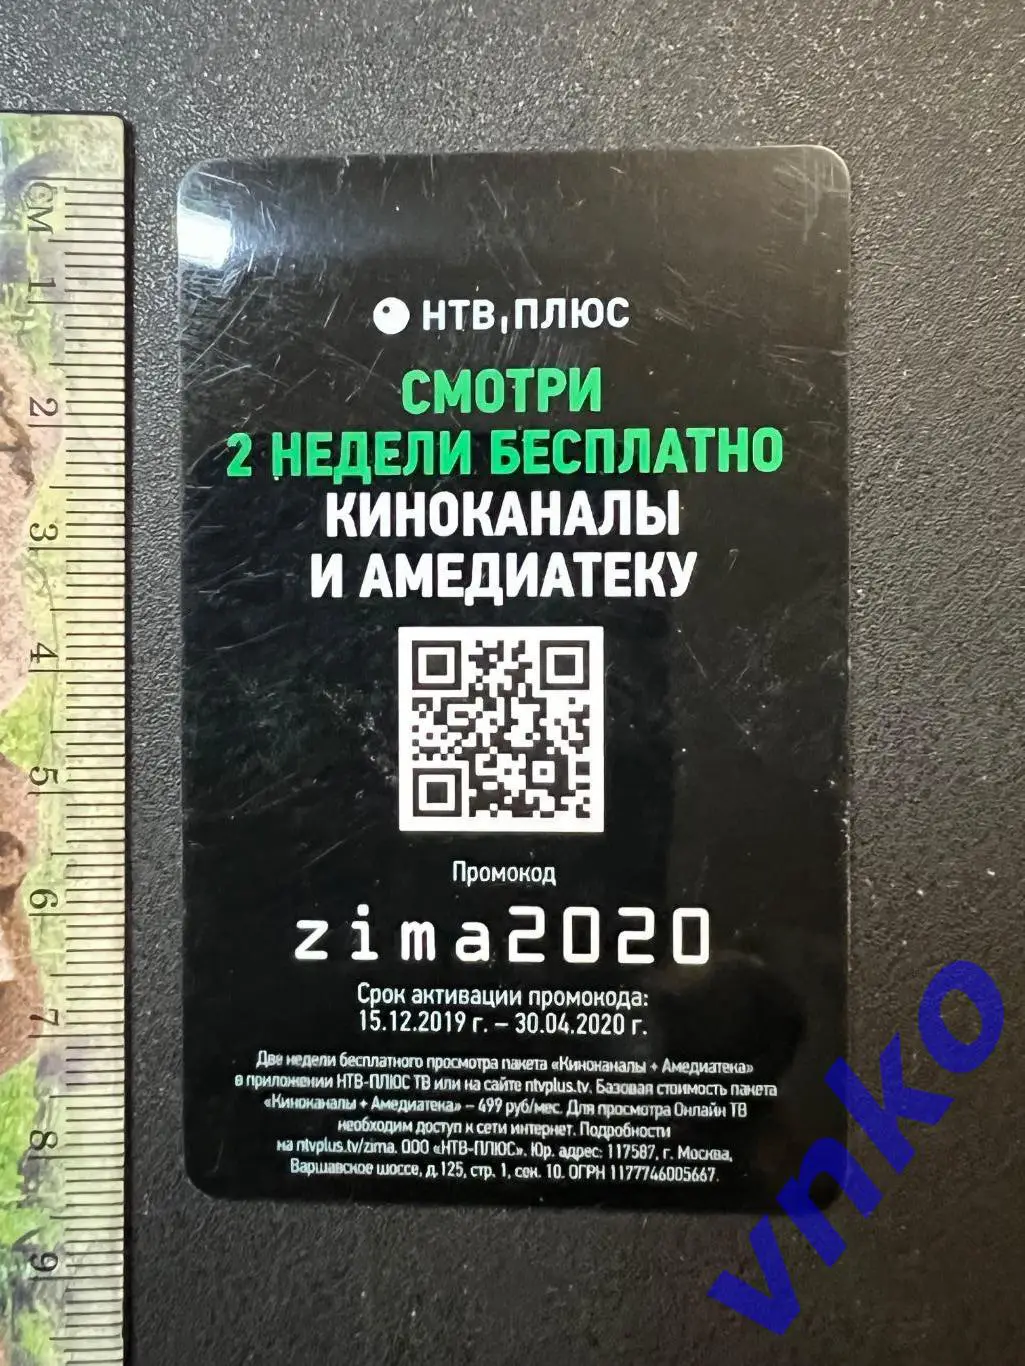 НТВ ПЛЮС
СМОТРИ
2 НЕДЕЛИ БЕСПЛАТНО
КИНОКАНАЛЫ
И АМЕДИАТЕКУ
Промокод
zima2020
Срок активации промокода:
15.12.2019 г. – 30.04.2020 г.
Две недели бесплатного просмотра пакета «Киноканалы + Амедиатека»
в приложении НТВ-ПЛЮС ТВ или на сайте ntvplus.tv. Базовая стоимость пакета
«Киноканалы + Амедиатека» – 499 руб/мес. Для просмотра Онлайн ТВ
необходим доступ к сети интернет. Подробности
на ntvplus.tv/zima. ООО «НТВ-ПЛЮС». Юр. адрес: 117587, г. Москва,
Варшавское шоссе, д. 125, стр. 1, сек. 10. ОГРН 1177746005667.
СМ
1
2
3
4
5
6
7
8
9
vnko